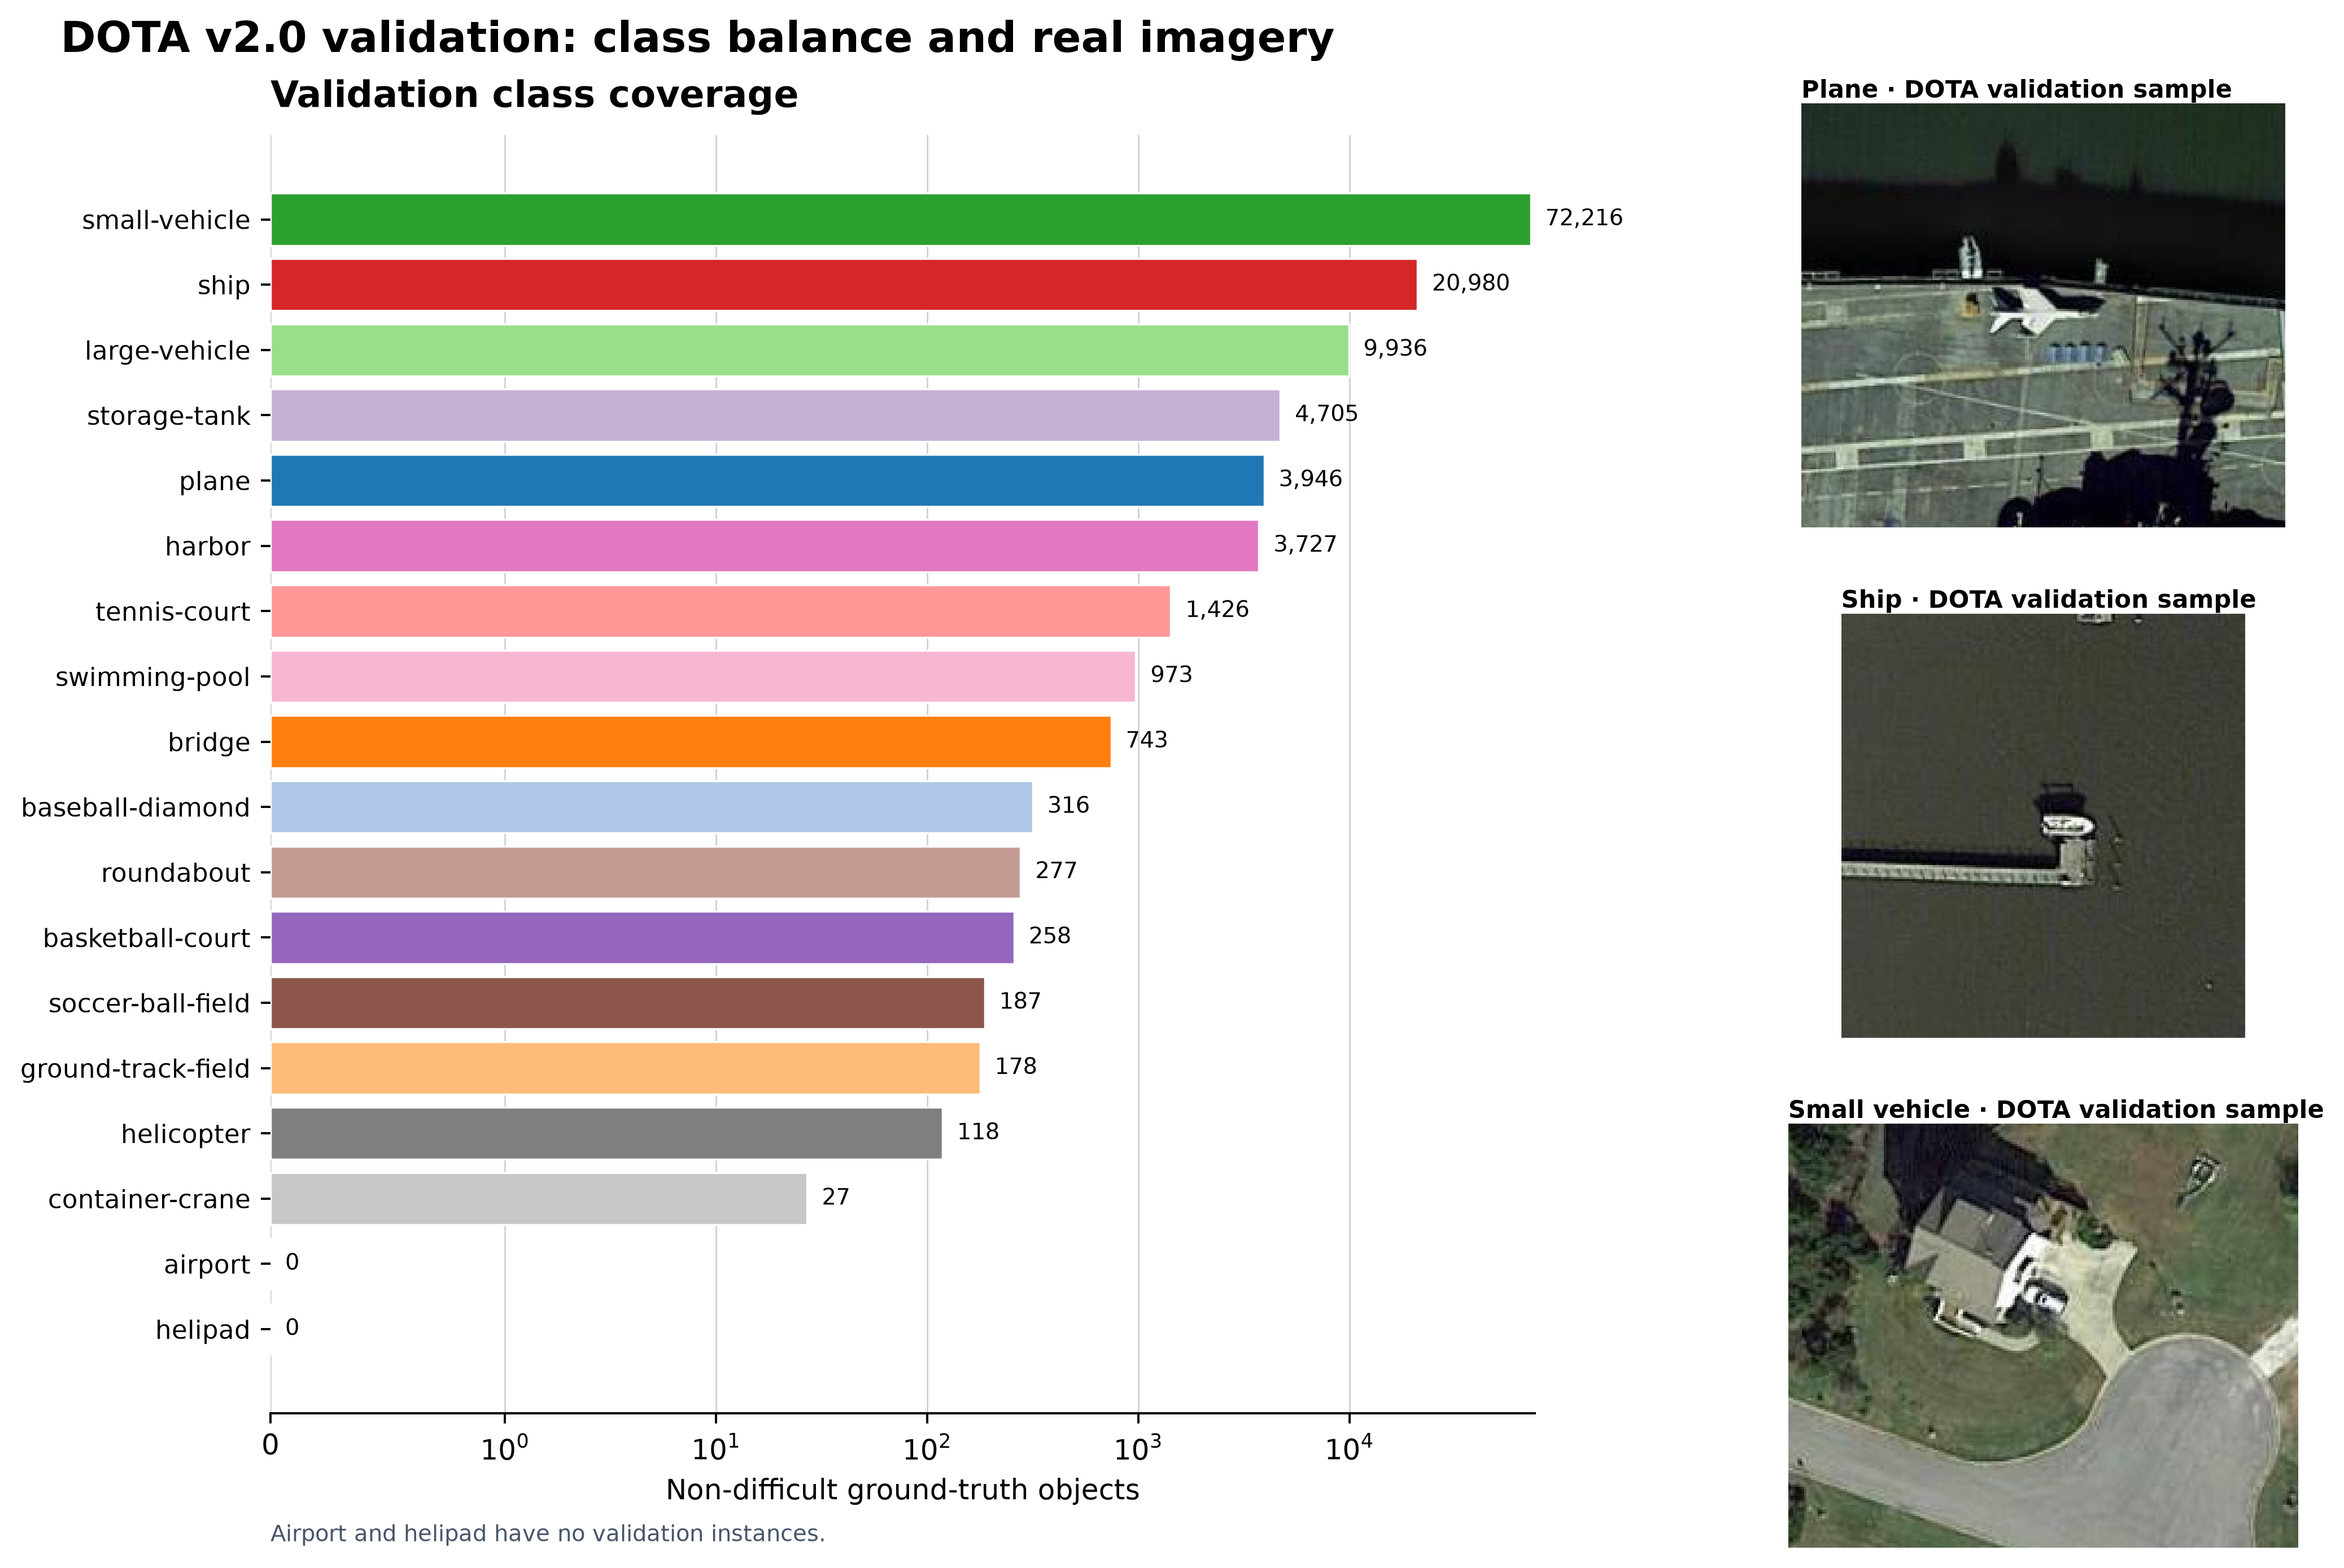 DOTA v2.0 validation: class balance and real imagery
Validation class coverage
small-vehicle 72,216
ship 20,980
large-vehicle 9,936
storage-tank 4,705
plane 3,946
harbor 3,727
tennis-court 1,426
swimming-pool 973
bridge 743
baseball-diamond 316
roundabout 277
basketball-court 258
soccer-ball-field 187
ground-track-field 178
helicopter 118
container-crane 27
airport 0
helipad 0
0 10⁰ 10¹ 10² 10³ 10⁴
Non-difficult ground-truth objects
Airport and helipad have no validation instances.
Plane · DOTA validation sample
Ship · DOTA validation sample
Small vehicle · DOTA validation sample